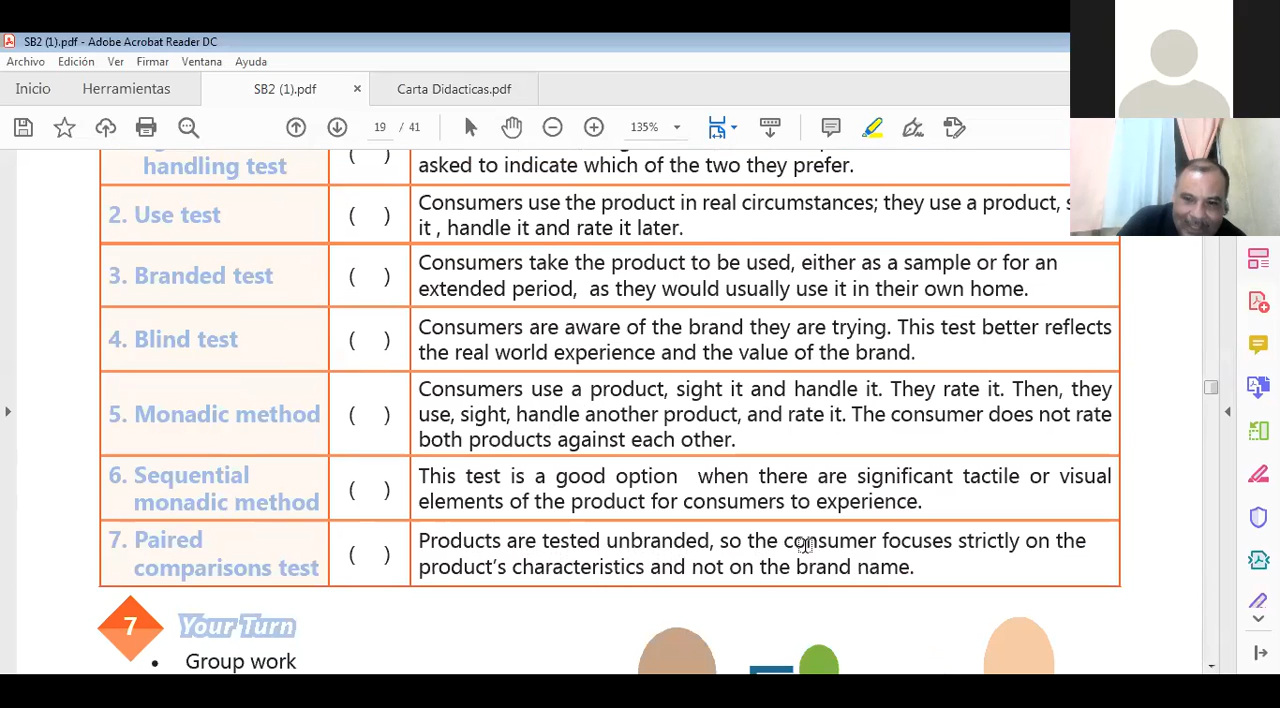 SB2 (1).pdf - Adobe Acrobat Reader DC
Archivo Edición Ver Firmar Ventana Ayuda
Inicio Herramientas SB2 (1).pdf × Carta Didacticas.pdf
19 / 41 135%
handling test ( ) asked to indicate which of the two they prefer.
2. Use test ( ) Consumers use the product in real circumstances; they use a product,
it , handle it and rate it later.
3. Branded test ( ) Consumers take the product to be used, either as a sample or for an
extended period, as they would usually use it in their own home.
4. Blind test ( ) Consumers are aware of the brand they are trying. This test better reflects
the real world experience and the value of the brand.
5. Monadic method ( ) Consumers use a product, sight it and handle it. They rate it. Then, they
use, sight, handle another product, and rate it. The consumer does not rate
both products against each other.
6. Sequential
monadic method ( ) This test is a good option when there are significant tactile or visual
elements of the product for consumers to experience.
7. Paired
comparisons test ( ) Products are tested unbranded, so the consumer focuses strictly on the
product's characteristics and not on the brand name.
7 Your Turn
• Group work